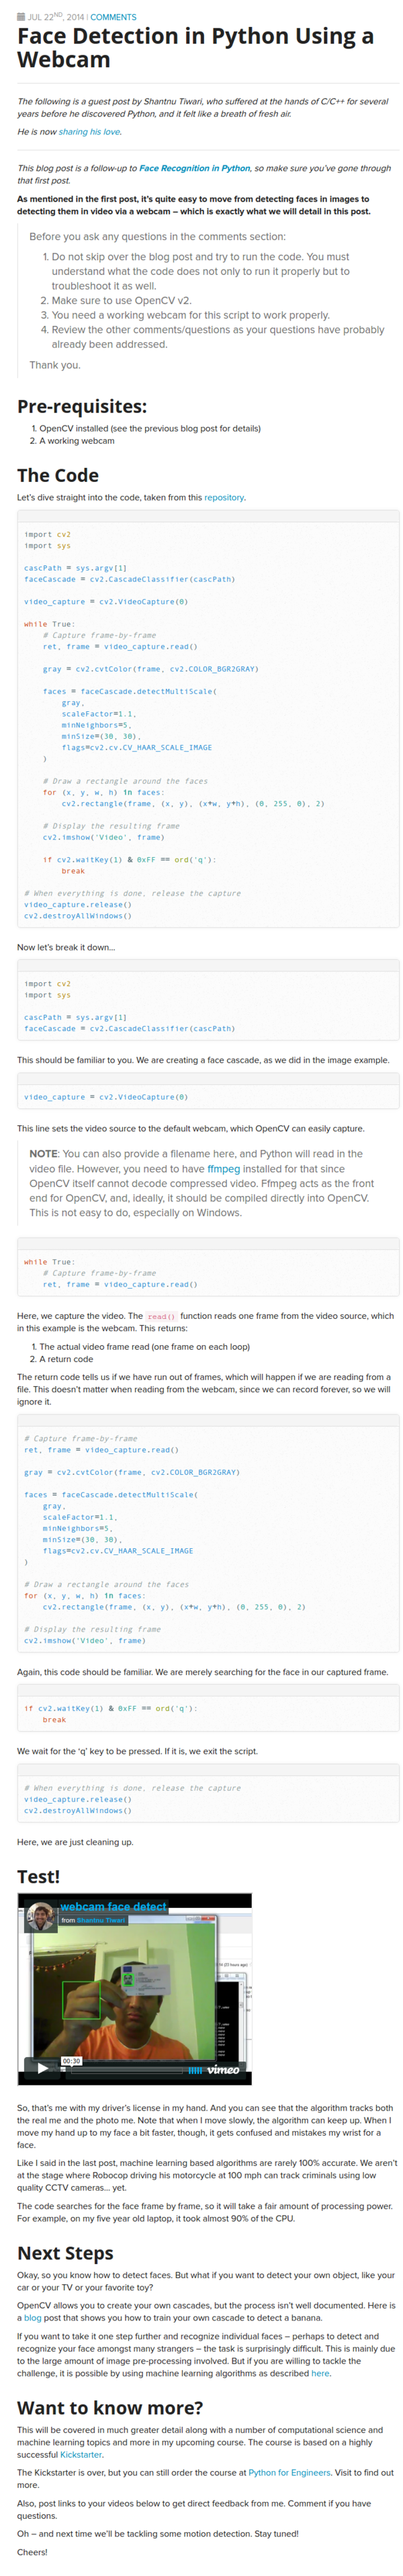 JUL 22ND, 2014 | COMMENTS
Face Detection in Python Using a
Webcam
The following is a guest post by Shantnu Tiwari, who suffered at the hands of C/C++ for several
years before he discovered Python, and it felt like a breath of fresh air.
He is now sharing his love.
This blog post is a follow-up to Face Recognition in Python, so make sure you've gone through
that first post.
As mentioned in the first post, it's quite easy to move from detecting faces in images to
detecting them in video via a webcam – which is exactly what we will detail in this post.
Before you ask any questions in the comments section:
1. Do not skip over the blog post and try to run the code. You must
understand what the code does not only to run it properly but to
troubleshoot it as well.
2. Make sure to use OpenCV v2.
3. You need a working webcam for this script to work properly.
4. Review the other comments/questions as your questions have probably
already been addressed.
Thank you.
Pre-requisites:
1. OpenCV installed (see the previous blog post for details)
2. A working webcam
The Code
Let's dive straight into the code, taken from this repository.
import cv2
import sys
cascPath = sys.argv[1]
faceCascade = cv2.CascadeClassifier(cascPath)
video_capture = cv2.VideoCapture(0)
while True:
# Capture frame-by-frame
ret, frame = video_capture.read()
gray = cv2.cvtColor(frame, cv2.COLOR_BGR2GRAY)
faces = faceCascade.detectMultiScale(
gray,
scaleFactor=1.1,
minNeighbors=5,
minSize=(30, 30),
flags=cv2.cv.CV_HAAR_SCALE_IMAGE
)
# Draw a rectangle around the faces
for (x, y, w, h) in faces:
cv2.rectangle(frame, (x, y), (x+w, y+h), (0, 255, 0), 2)
# Display the resulting frame
cv2.imshow('Video', frame)
if cv2.waitKey(1) & 0xFF == ord('q'):
break
# When everything is done, release the capture
video_capture.release()
cv2.destroyAllWindows()
Now let's break it down...
import cv2
import sys
cascPath = sys.argv[1]
faceCascade = cv2.CascadeClassifier(cascPath)
This should be familiar to you. We are creating a face cascade, as we did in the image example.
video_capture = cv2.VideoCapture(0)
This line sets the video source to the default webcam, which OpenCV can easily capture.
NOTE: You can also provide a filename here, and Python will read in the
video file. However, you need to have ffmpeg installed for that since
OpenCV itself cannot decode compressed video. Ffmpeg acts as the front
end for OpenCV, and, ideally, it should be compiled directly into OpenCV.
This is not easy to do, especially on Windows.
while True:
# Capture frame-by-frame
ret, frame = video_capture.read()
Here, we capture the video. The read() function reads one frame from the video source, which
in this example is the webcam. This returns:
1. The actual video frame read (one frame on each loop)
2. A return code
The return code tells us if we have run out of frames, which will happen if we are reading from a
file. This doesn't matter when reading from the webcam, since we can record forever, so we will
ignore it.
# Capture frame-by-frame
ret, frame = video_capture.read()
gray = cv2.cvtColor(frame, cv2.COLOR_BGR2GRAY)
faces = faceCascade.detectMultiScale(
gray,
scaleFactor=1.1,
minNeighbors=5,
minSize=(30, 30),
flags=cv2.cv.CV_HAAR_SCALE_IMAGE
)
# Draw a rectangle around the faces
for (x, y, w, h) in faces:
cv2.rectangle(frame, (x, y), (x+w, y+h), (0, 255, 0), 2)
# Display the resulting frame
cv2.imshow('Video', frame)
Again, this code should be familiar. We are merely searching for the face in our captured frame.
if cv2.waitKey(1) & 0xFF == ord('q'):
break
We wait for the 'q' key to be pressed. If it is, we exit the script.
# When everything is done, release the capture
video_capture.release()
cv2.destroyAllWindows()
Here, we are just cleaning up.
Test!
webcam face detect
from Shantnu Tiwari
00:30
vimeo
So, that's me with my driver's license in my hand. And you can see that the algorithm tracks both
the real me and the photo me. Note that when I move slowly, the algorithm can keep up. When I
move my hand up to my face a bit faster, though, it gets confused and mistakes my wrist for a
face.
Like I said in the last post, machine learning based algorithms are rarely 100% accurate. We aren't
at the stage where Robocop driving his motorcycle at 100 mph can track criminals using low
quality CCTV cameras... yet.
The code searches for the face frame by frame, so it will take a fair amount of processing power.
For example, on my five year old laptop, it took almost 90% of the CPU.
Next Steps
Okay, so you know how to detect faces. But what if you want to detect your own object, like your
car or your TV or your favorite toy?
OpenCV allows you to create your own cascades, but the process isn't well documented. Here is
a blog post that shows you how to train your own cascade to detect a banana.
If you want to take it one step further and recognize individual faces – perhaps to detect and
recognize your face amongst many strangers – the task is surprisingly difficult. This is mainly due
to the large amount of image pre-processing involved. But if you are willing to tackle the
challenge, it is possible by using machine learning algorithms as described here.
Want to know more?
This will be covered in much greater detail along with a number of computational science and
machine learning topics and more in my upcoming course. The course is based on a highly
successful Kickstarter.
The Kickstarter is over, but you can still order the course at Python for Engineers. Visit to find out
more.
Also, post links to your videos below to get direct feedback from me. Comment if you have
questions.
Oh – and next time we'll be tackling some motion detection. Stay tuned!
Cheers!